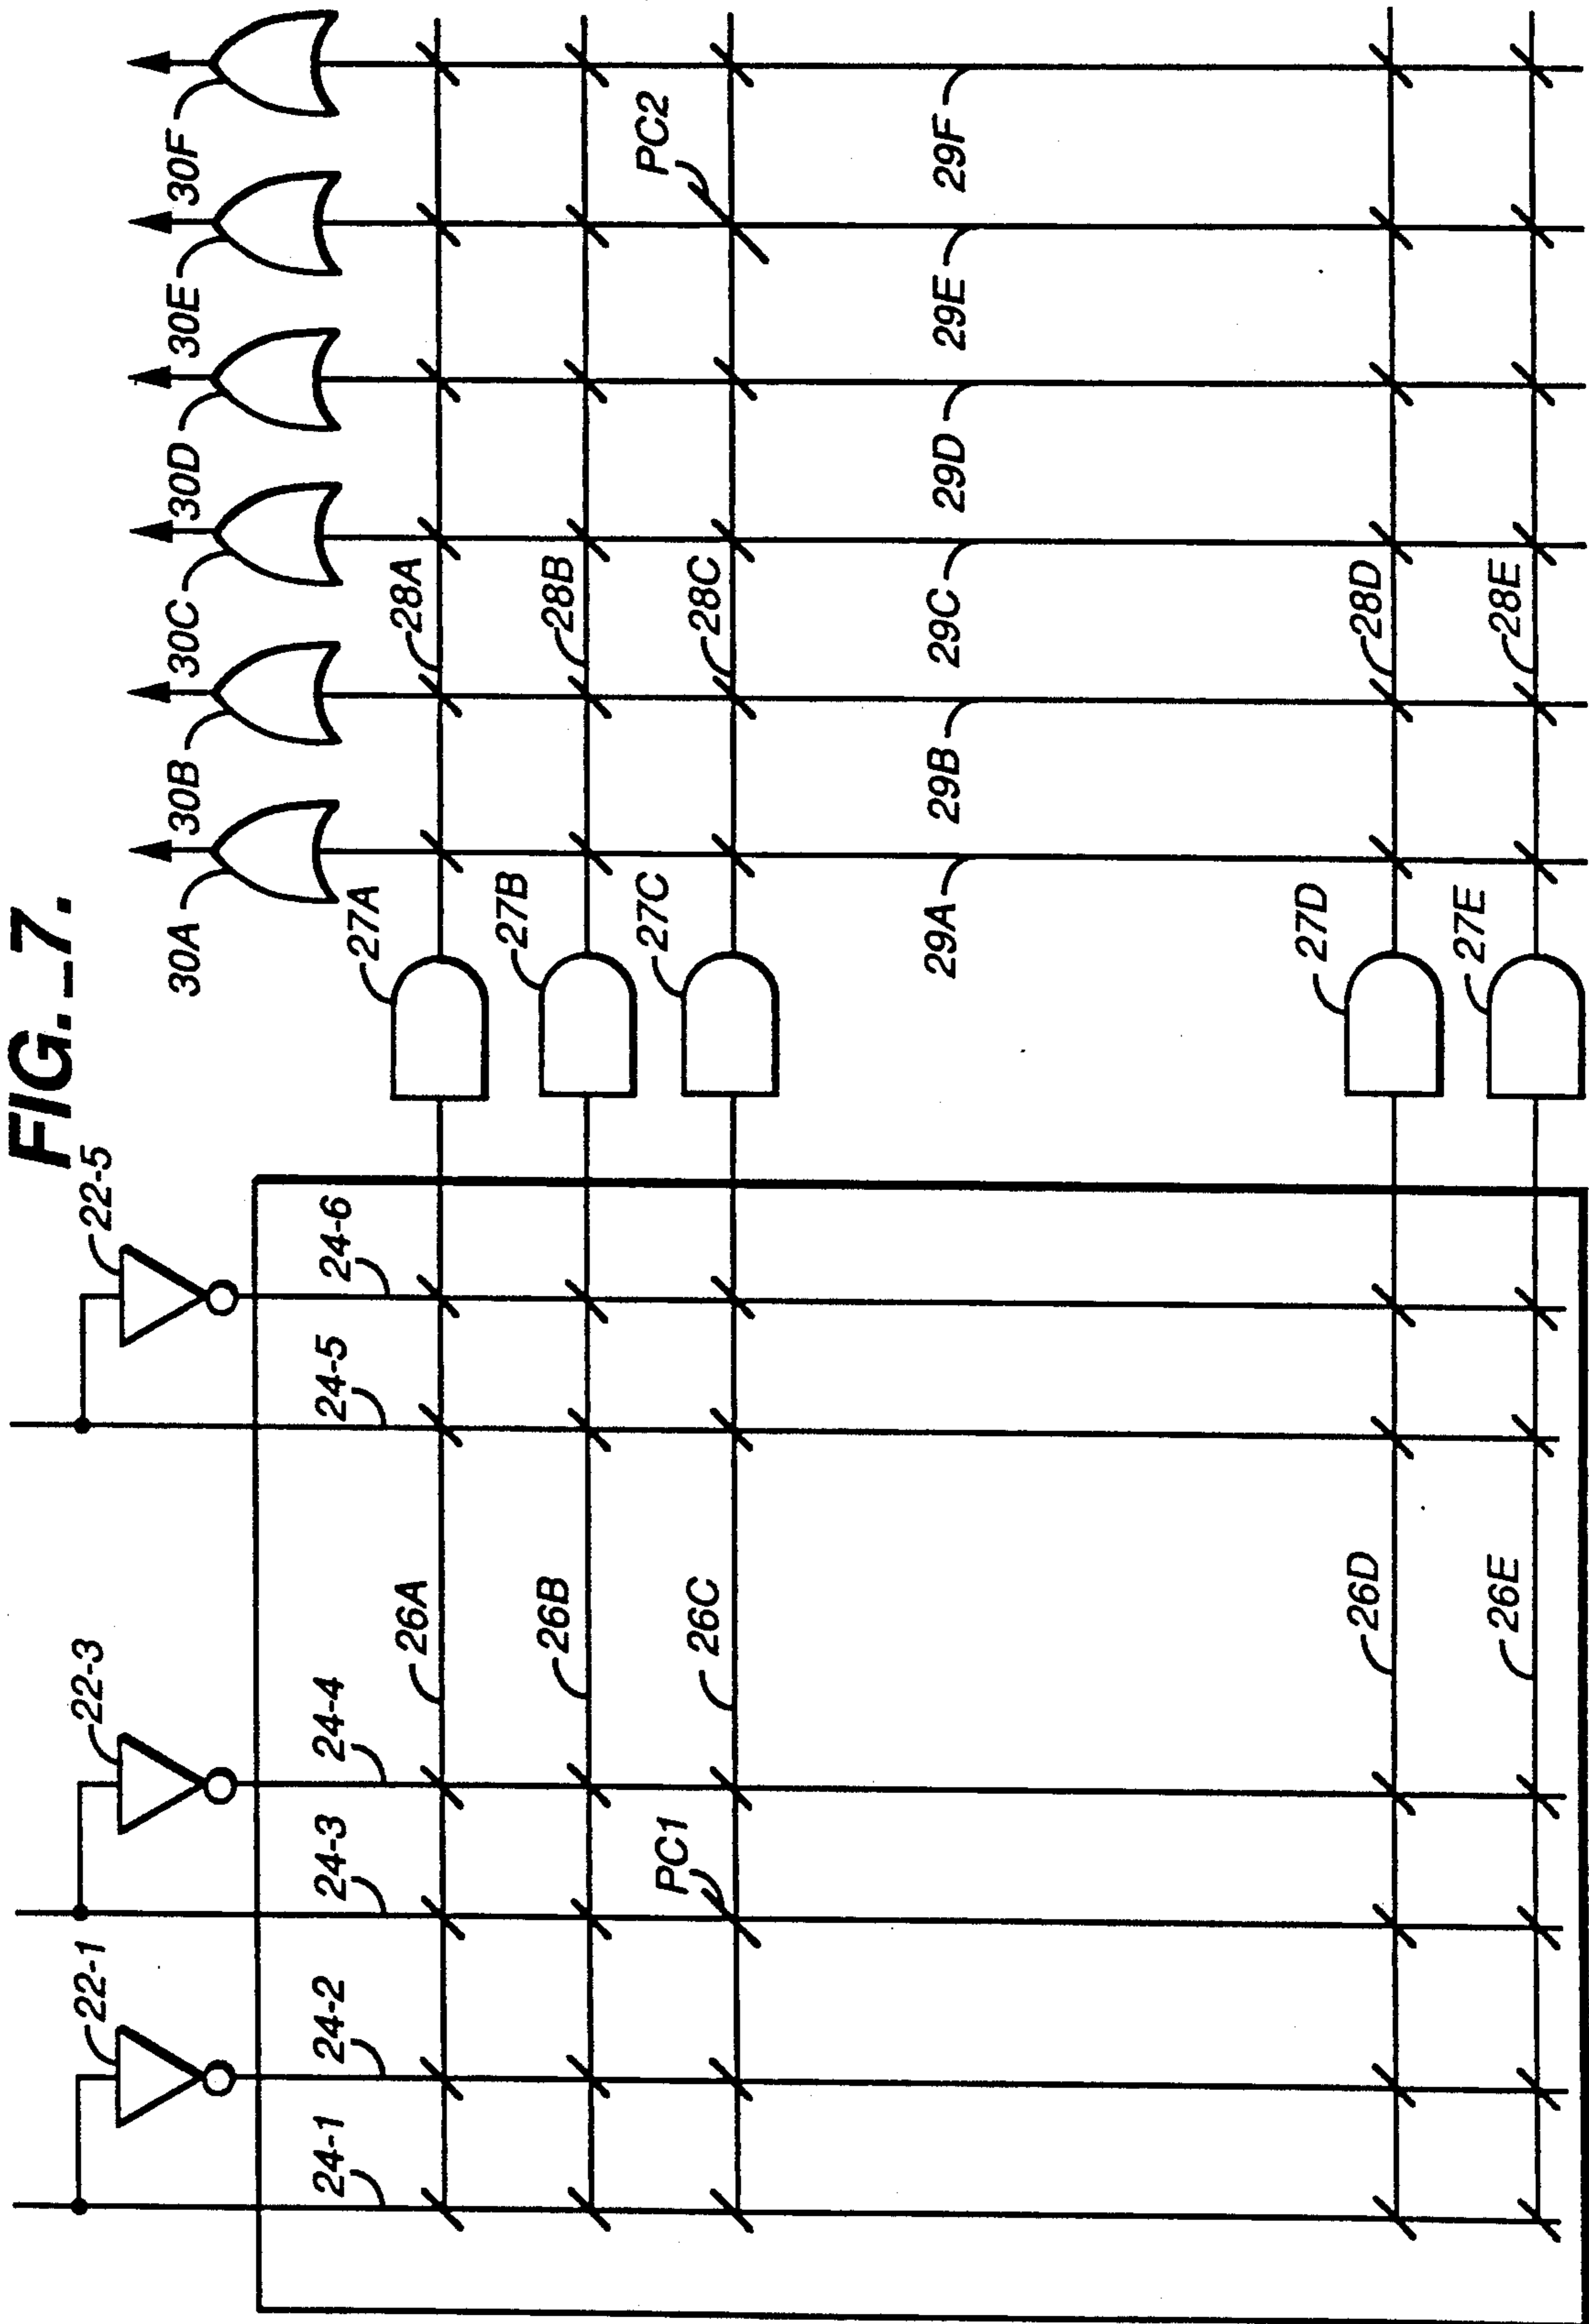 FIG._7.
30A
30B
30C
30D
30E
30F
22-1
22-3
22-5
24-1
24-2
24-3
24-4
24-5
24-6
26A
27A
28A
26B
27B
28B
PC1
26C
27C
28C
PC2
29A
29B
29C
29D
29E
29F
26D
27D
28D
26E
27E
28E